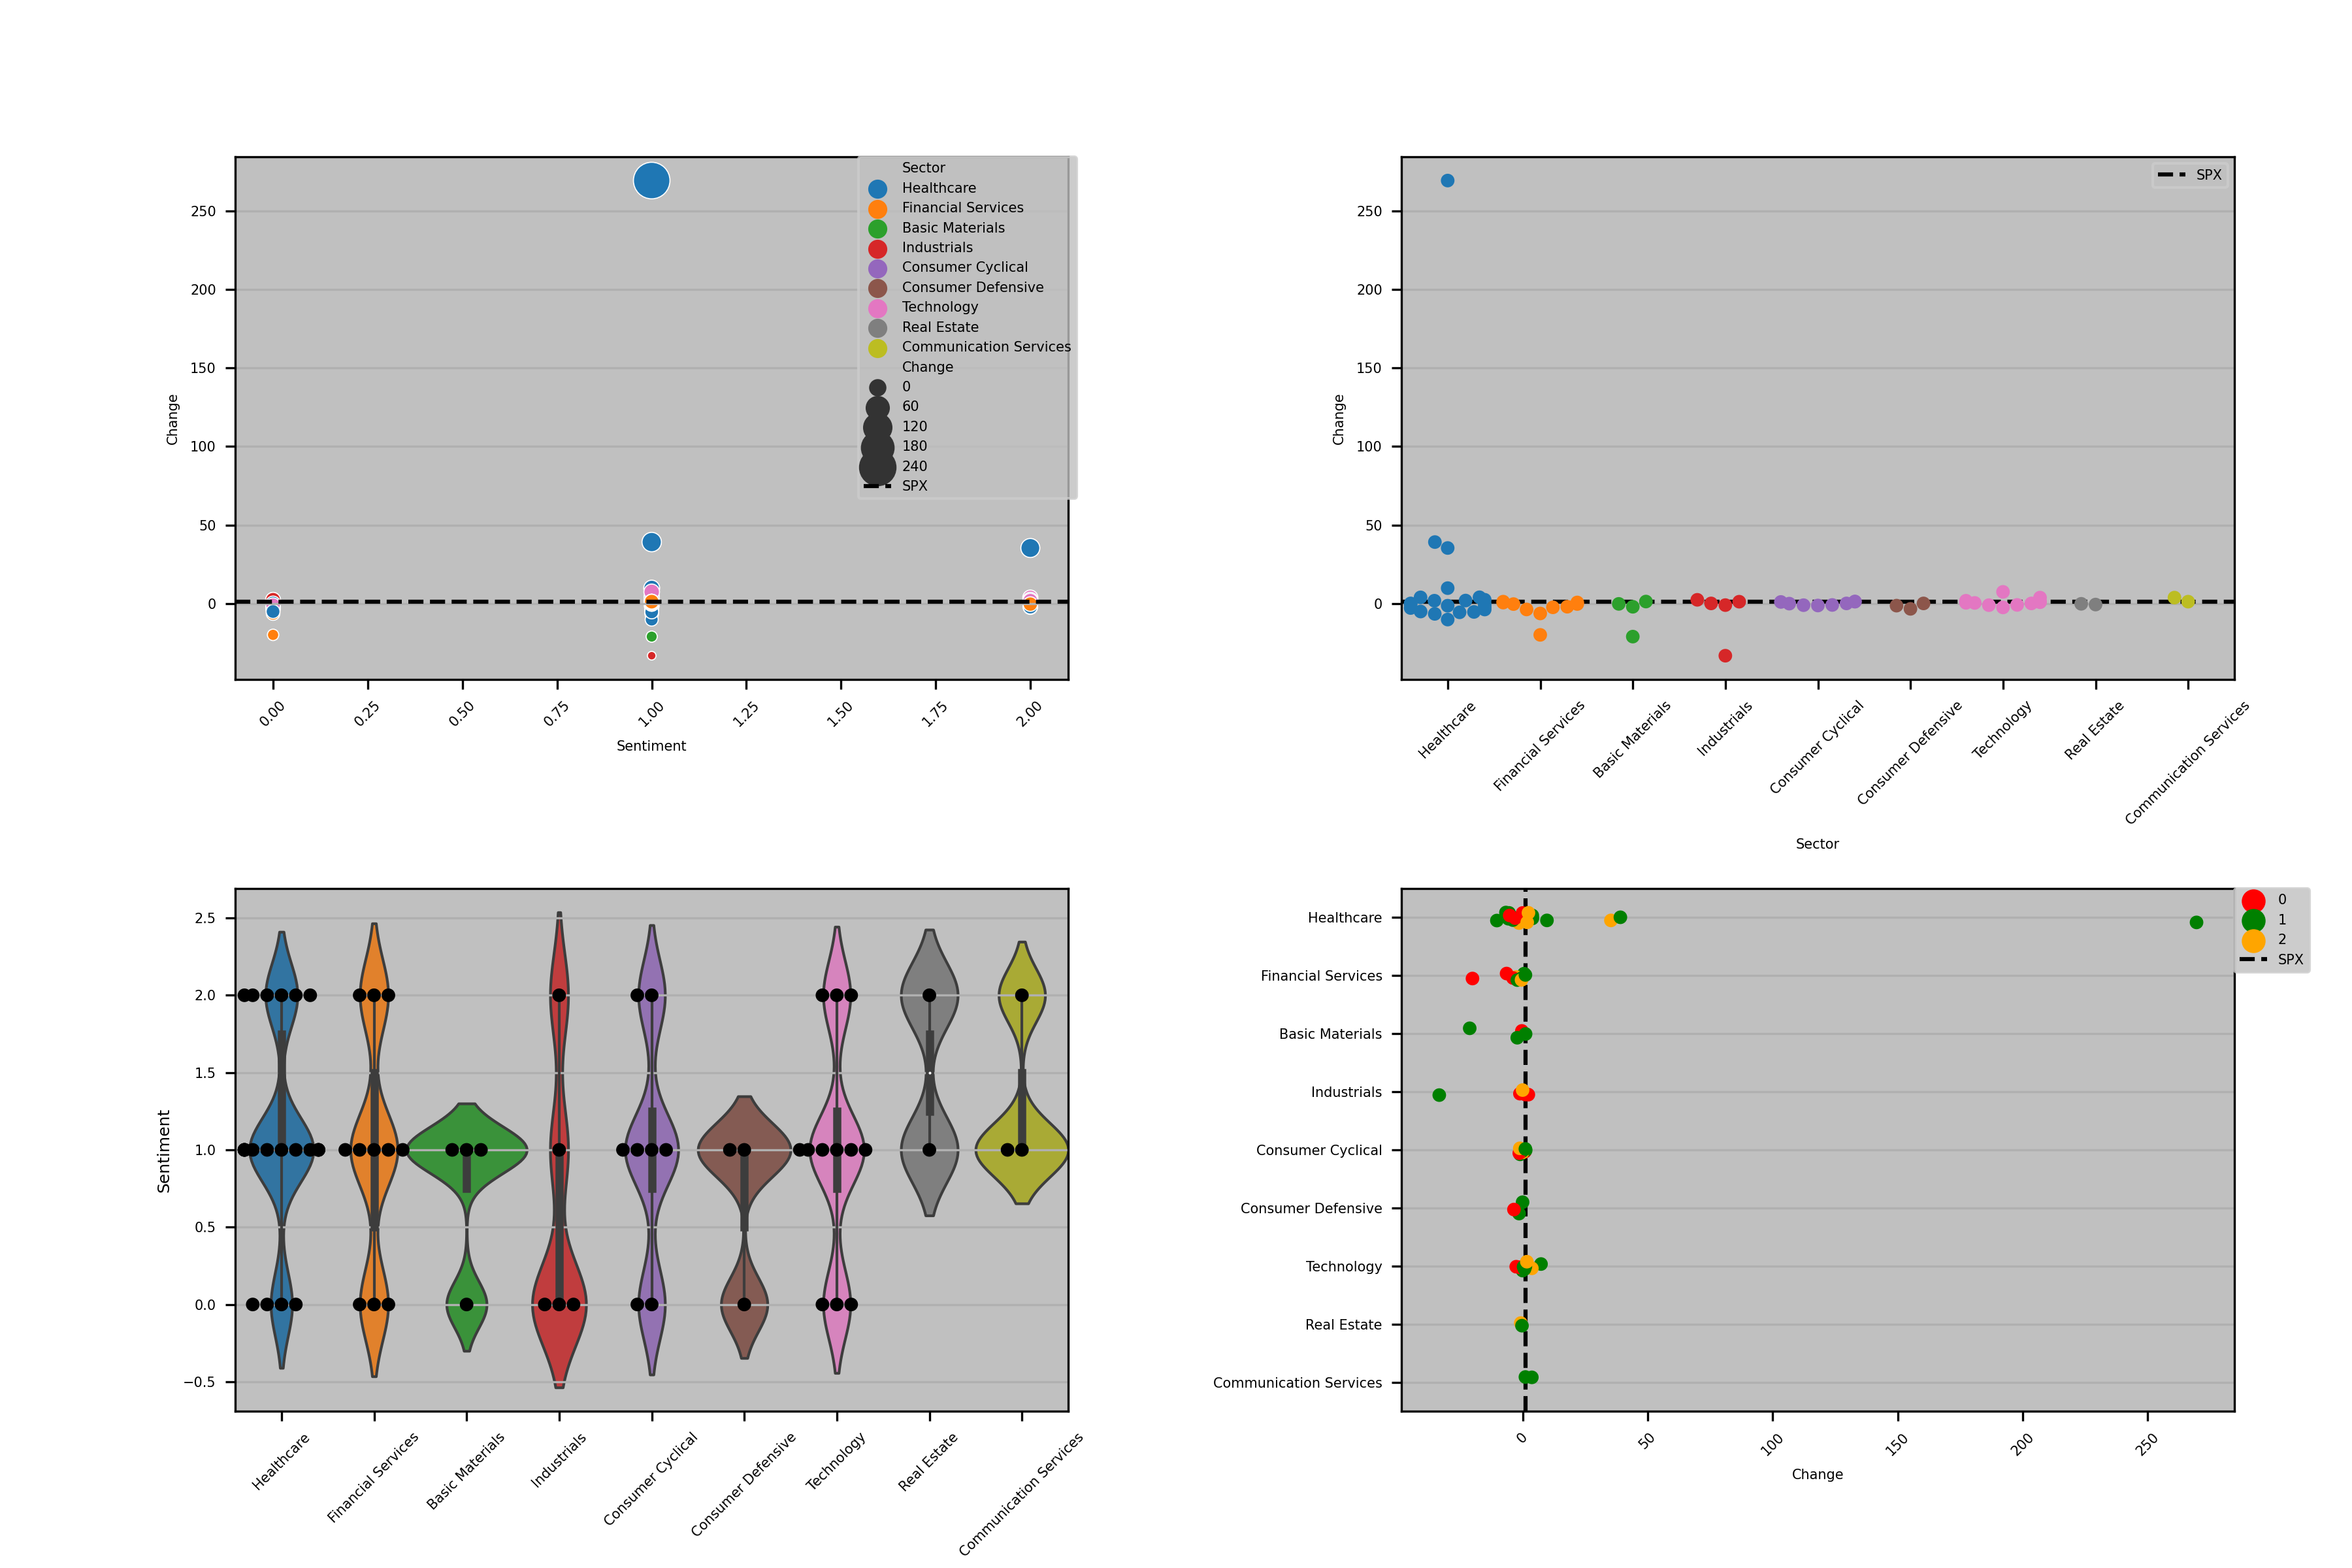 Sector
Healthcare
Financial Services
Basic Materials
Industrials
Consumer Cyclical
Consumer Defensive
Technology
Real Estate
Communication Services
Change
0
60
120
180
240
SPX
250
200
150
100
50
0
Change
0.00
0.25
0.50
0.75
1.00
1.25
1.50
1.75
2.00
Sentiment
SPX
250
200
150
100
50
0
Change
Healthcare
Financial Services
Basic Materials
Industrials
Consumer Cyclical
Consumer Defensive
Technology
Real Estate
Communication Services
Sector
2.5
2.0
1.5
1.0
0.5
0.0
−0.5
Sentiment
Healthcare
Financial Services
Basic Materials
Industrials
Consumer Cyclical
Consumer Defensive
Technology
Real Estate
Communication Services
0
1
2
SPX
Healthcare
Financial Services
Basic Materials
Industrials
Consumer Cyclical
Consumer Defensive
Technology
Real Estate
Communication Services
0
50
100
150
200
250
Change